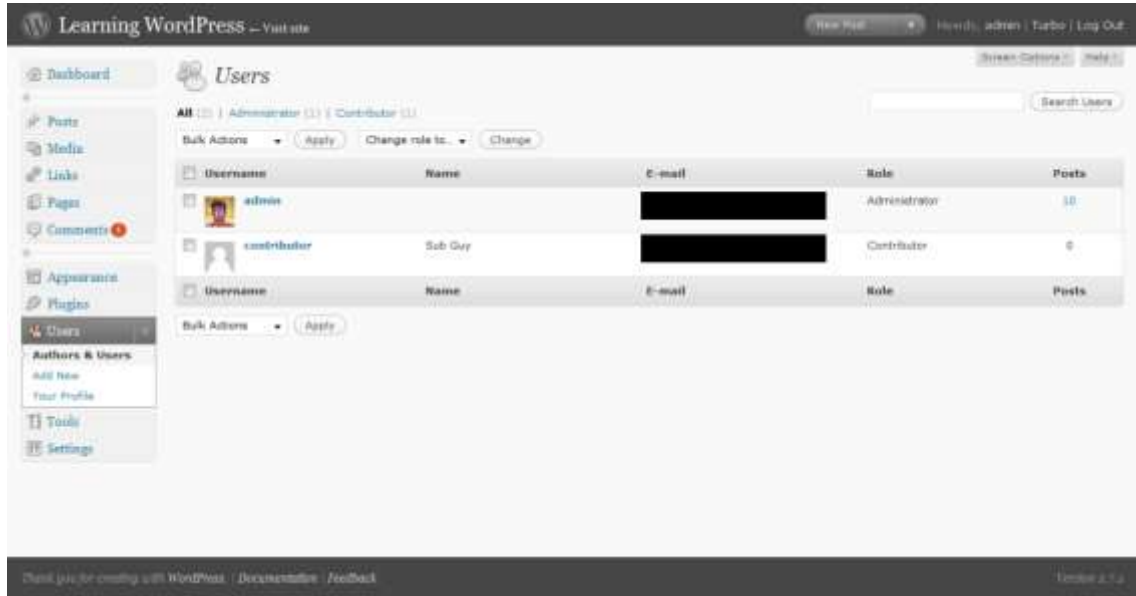 Learning WordPress ← Visit site
New Post
Howdy, admin | Turbo | Log Out
Screen Options Help
Dashboard
Posts
Media
Links
Pages
Comments
Appearance
Plugins
Users
Authors & Users
Add New
Your Profile
Tools
Settings
Users
Search Users
All (2) | Administrator (1) | Contributor (1)
Bulk Actions Apply Change role to... Change
Username Name E-mail Role Posts
admin Administrator 10
contributor Sub Guy Contributor 0
Username Name E-mail Role Posts
Bulk Actions Apply
Thank you for creating with WordPress | Documentation | Feedback
Version